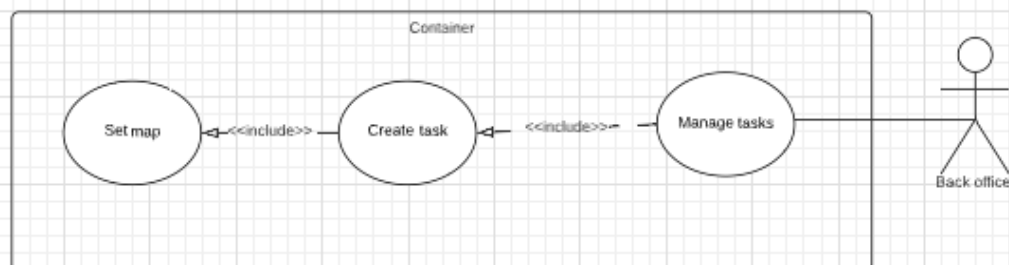 Container
Set map
<<include>>
Create task
<<include>>
Manage tasks
Back office